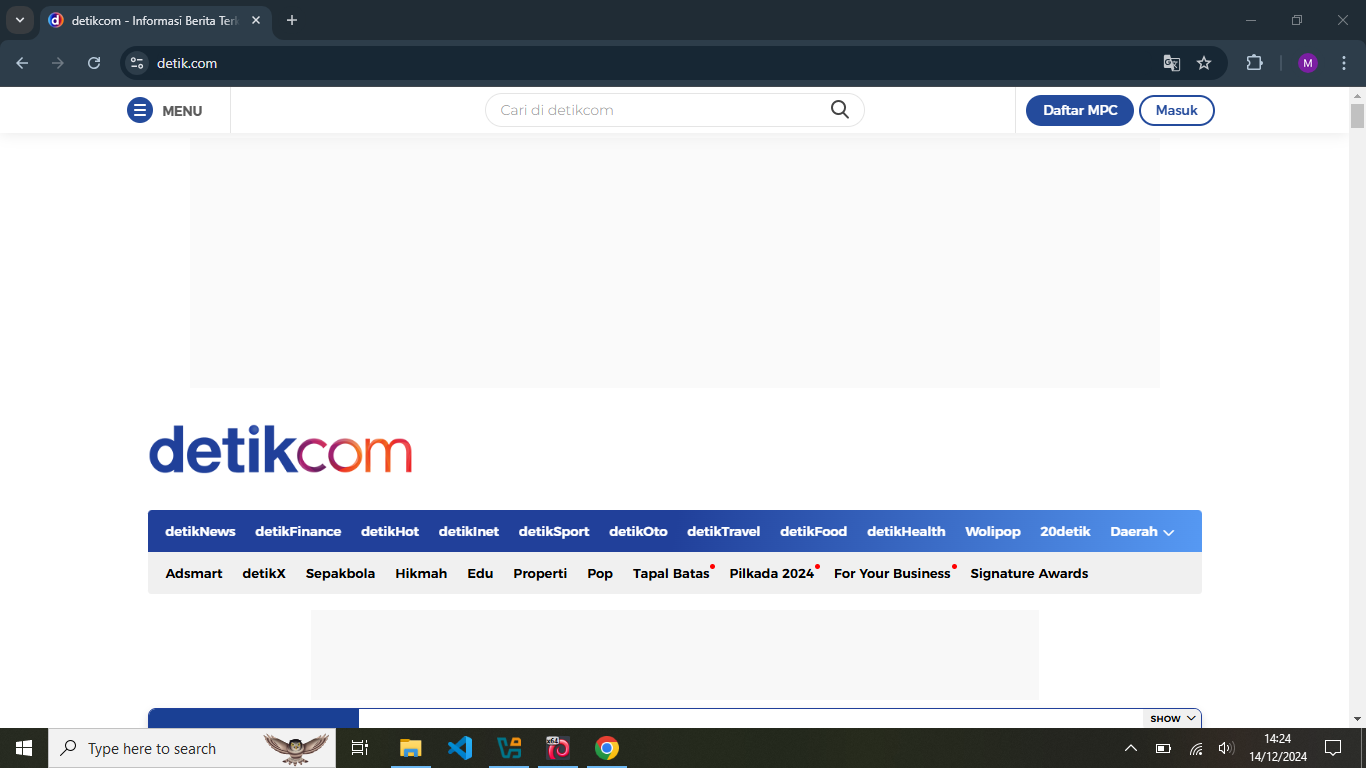 detikcom - Informasi Berita Terk
detik.com
M
MENU
Cari di detikcom
Daftar MPC
Masuk
detikcom
detikNews detikFinance detikHot detikInet detikSport detikOto detikTravel detikFood detikHealth Wolipop 20detik Daerah
Adsmart detikX Sepakbola Hikmah Edu Properti Pop Tapal Batas Pilkada 2024 For Your Business Signature Awards
SHOW
Type here to search
x64
14:24
14/12/2024